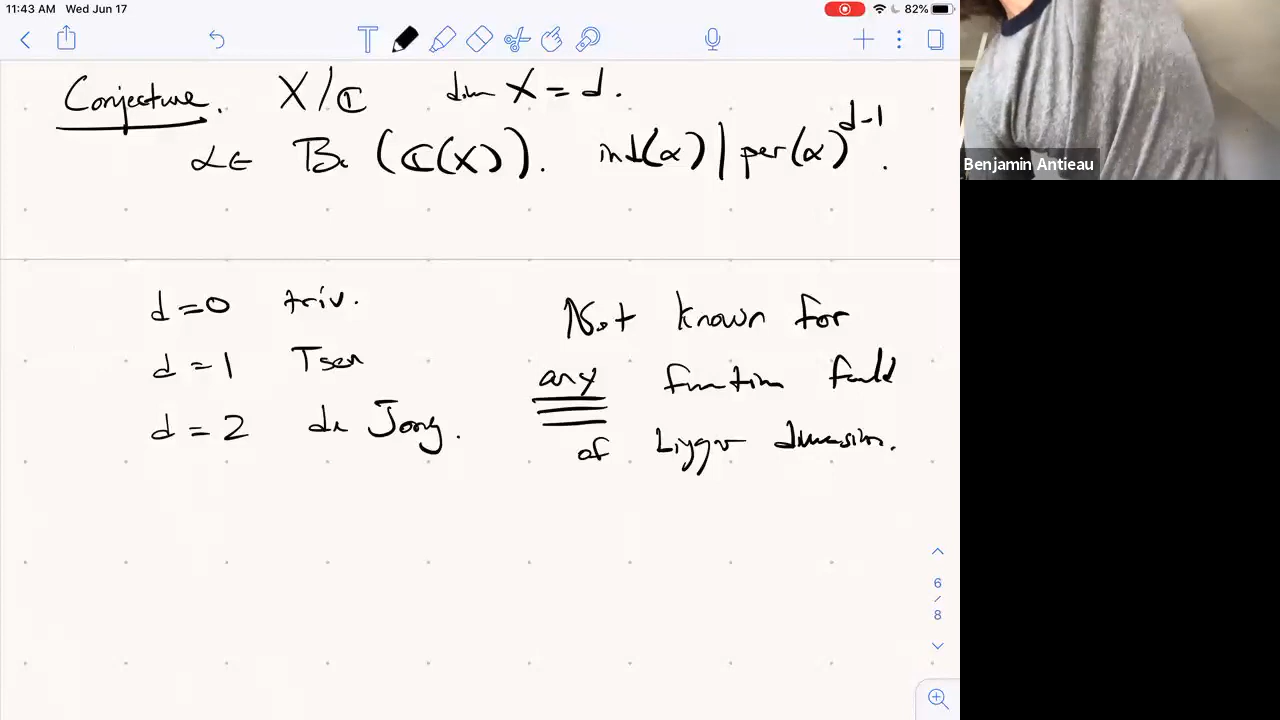 11:43 AM Wed Jun 17
82%
Conjecture. X/ℂ dim X = d.
α ∈ Br (ℂ(X)). ind(α) | per(α)^{d-1}.
Benjamin Antieau
d = 0 triv.
d = 1 Tsen
d = 2 de Jong.
Not known for
any function field
of bigger dimension.
6
/
8